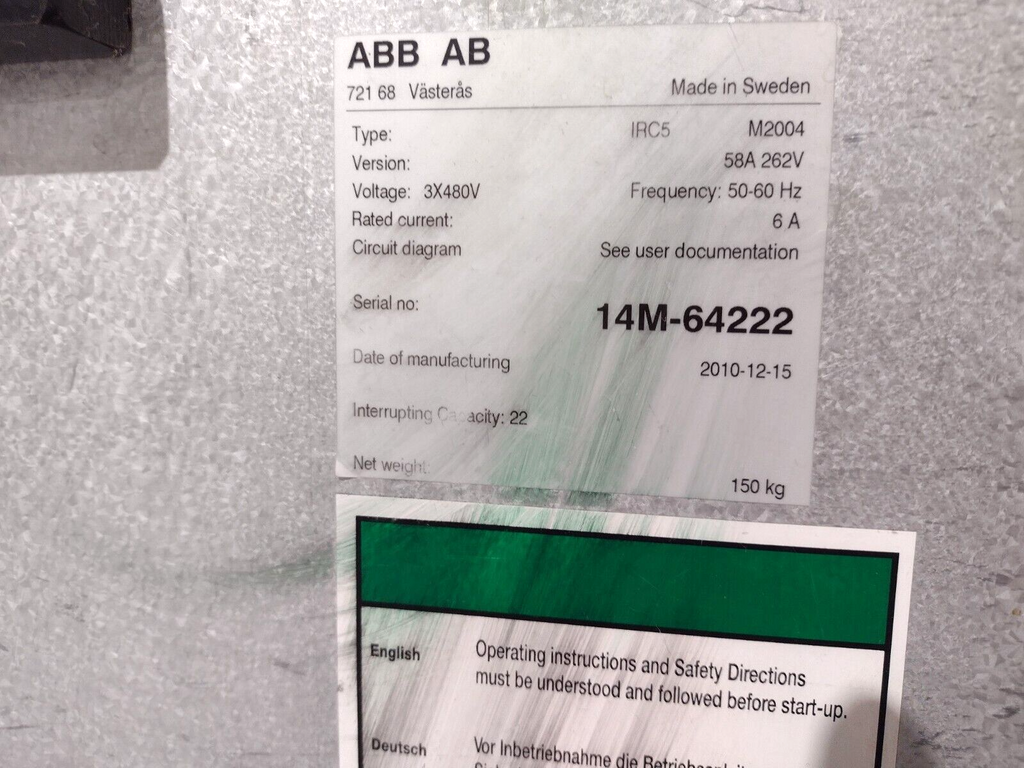 ABB AB
721 68 Västerås Made in Sweden
Type: IRC5 M2004
Version: 58A 262V
Voltage: 3X480V Frequency: 50-60 Hz
Rated current: 6 A
Circuit diagram See user documentation
Serial no: 14M-64222
Date of manufacturing 2010-12-15
Interrupting Capacity: 22
Net weight: 150 kg
English Operating instructions and Safety Directions
must be understood and followed before start-up.
Deutsch Vor Inbetriebnahme die